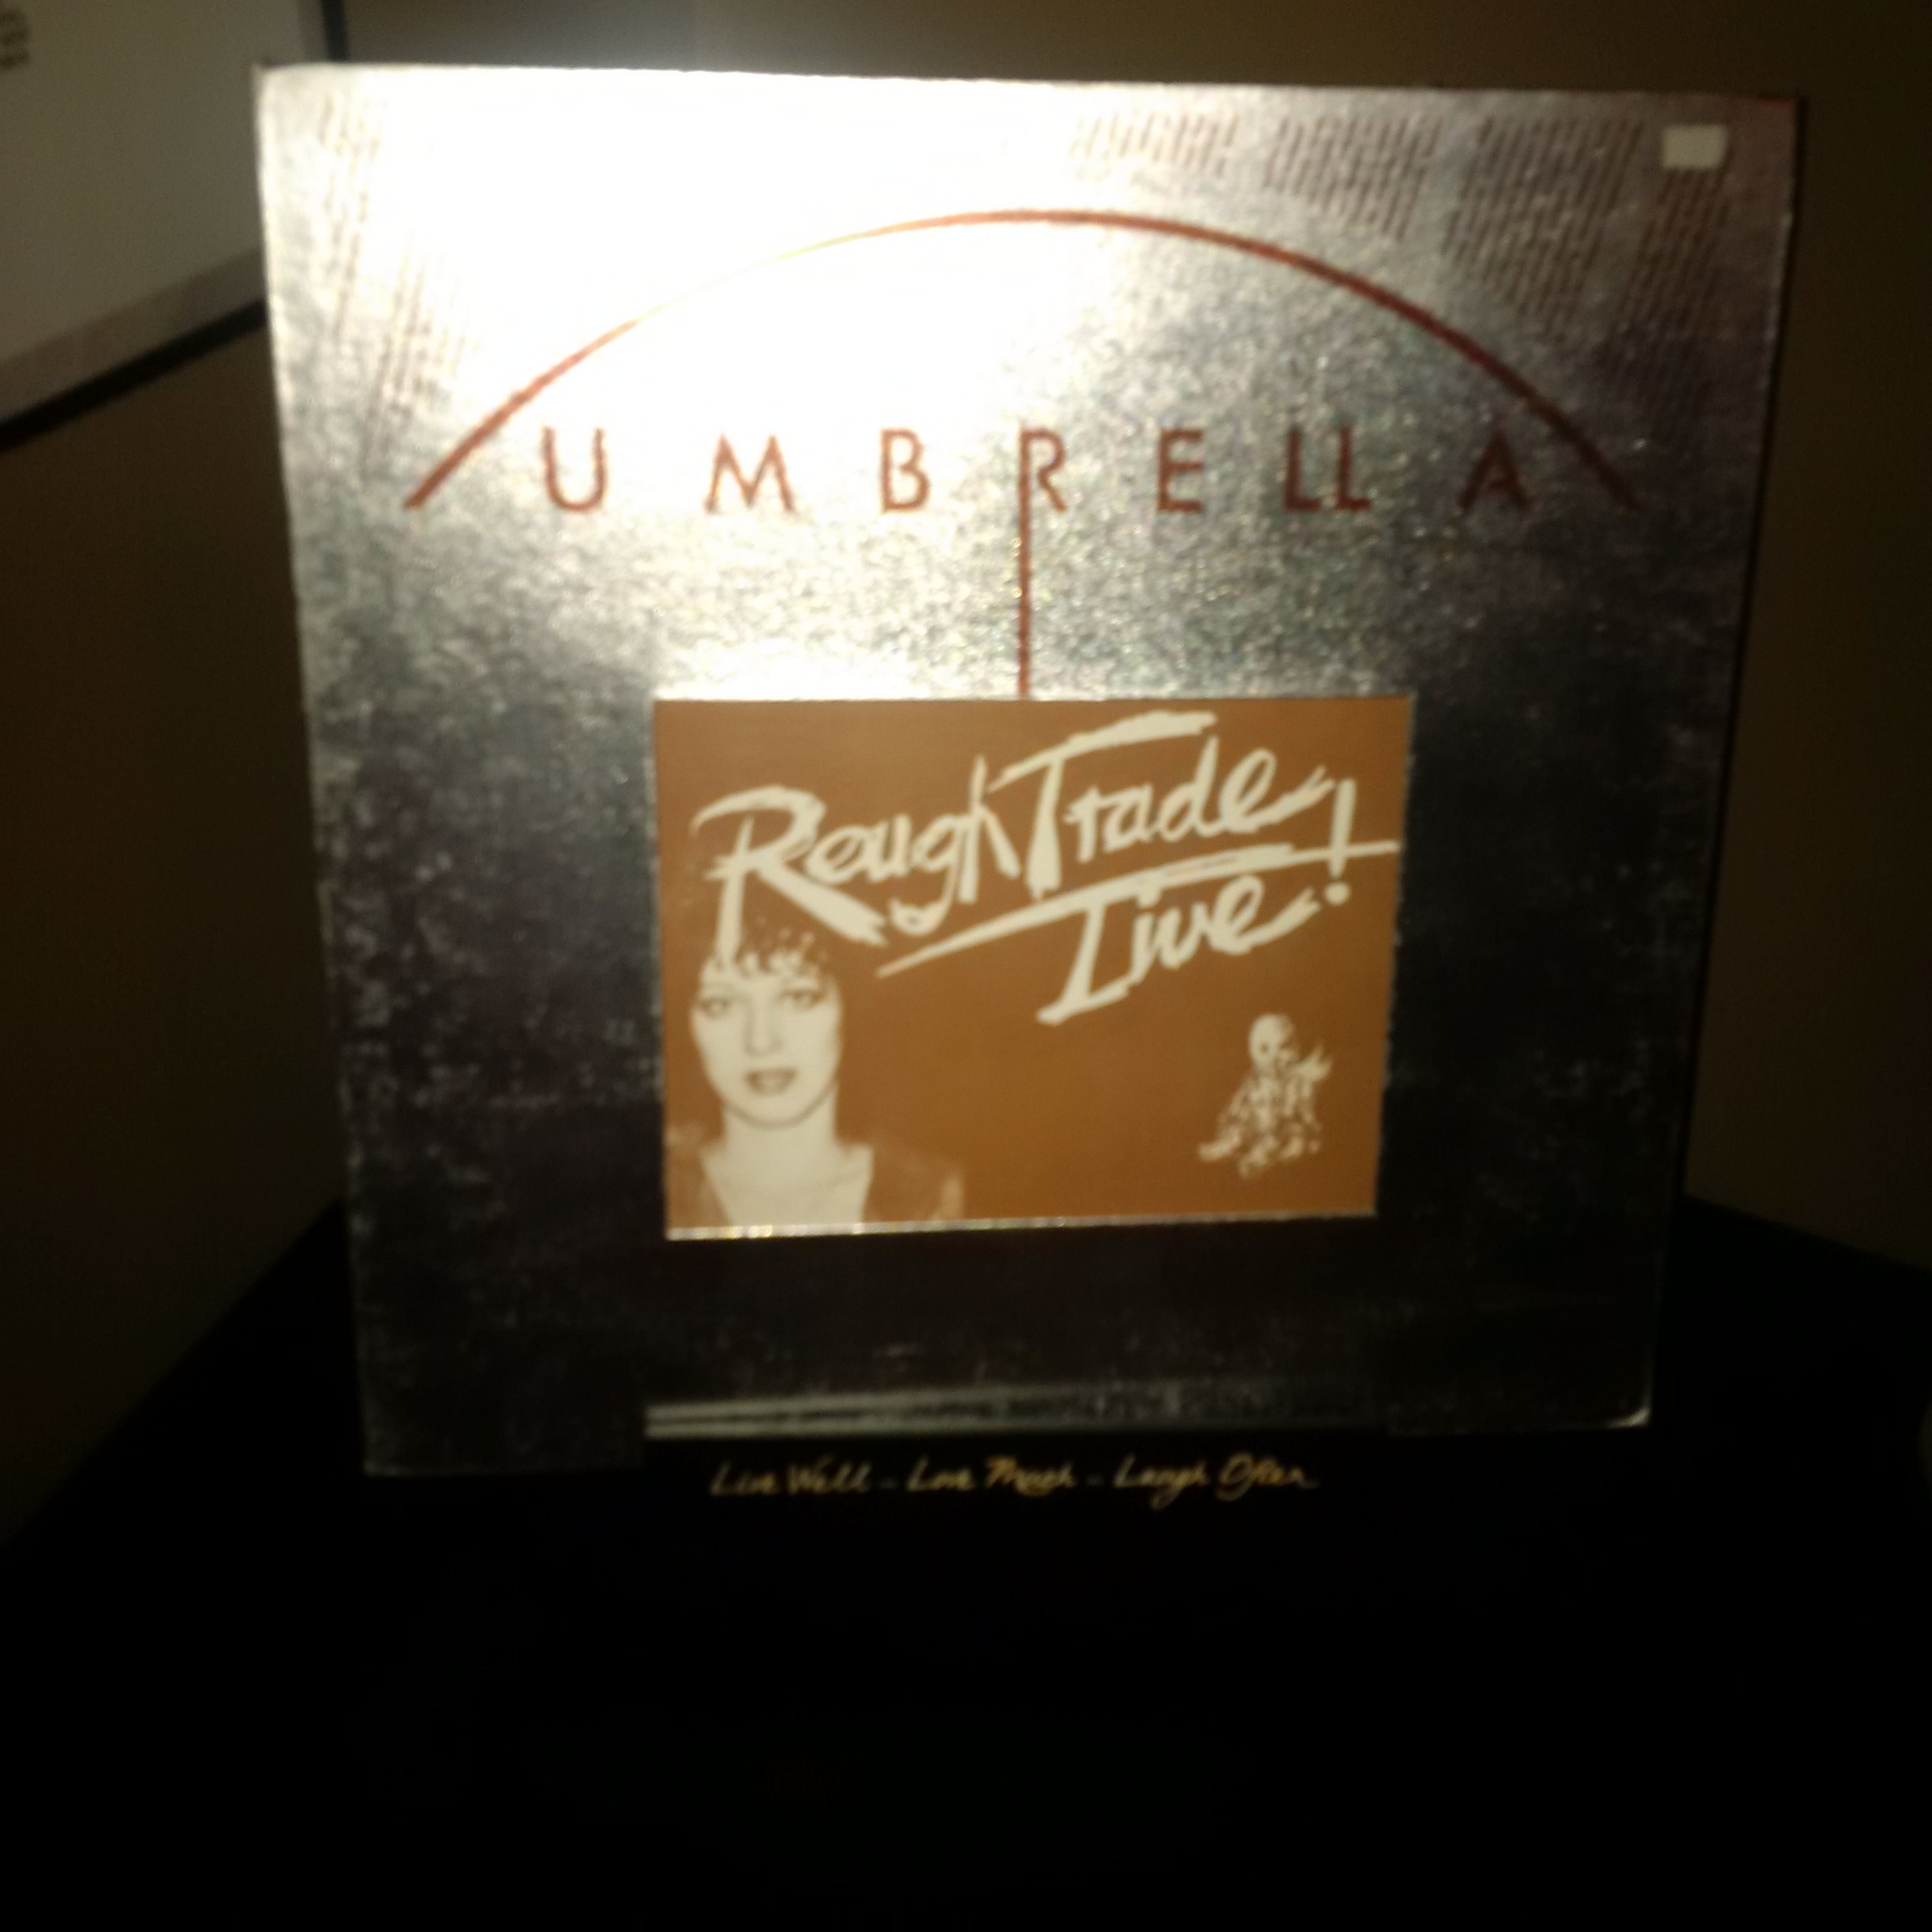 UMBRELLA
Rough Trade
Live!
Live Well - Love Much - Laugh Often